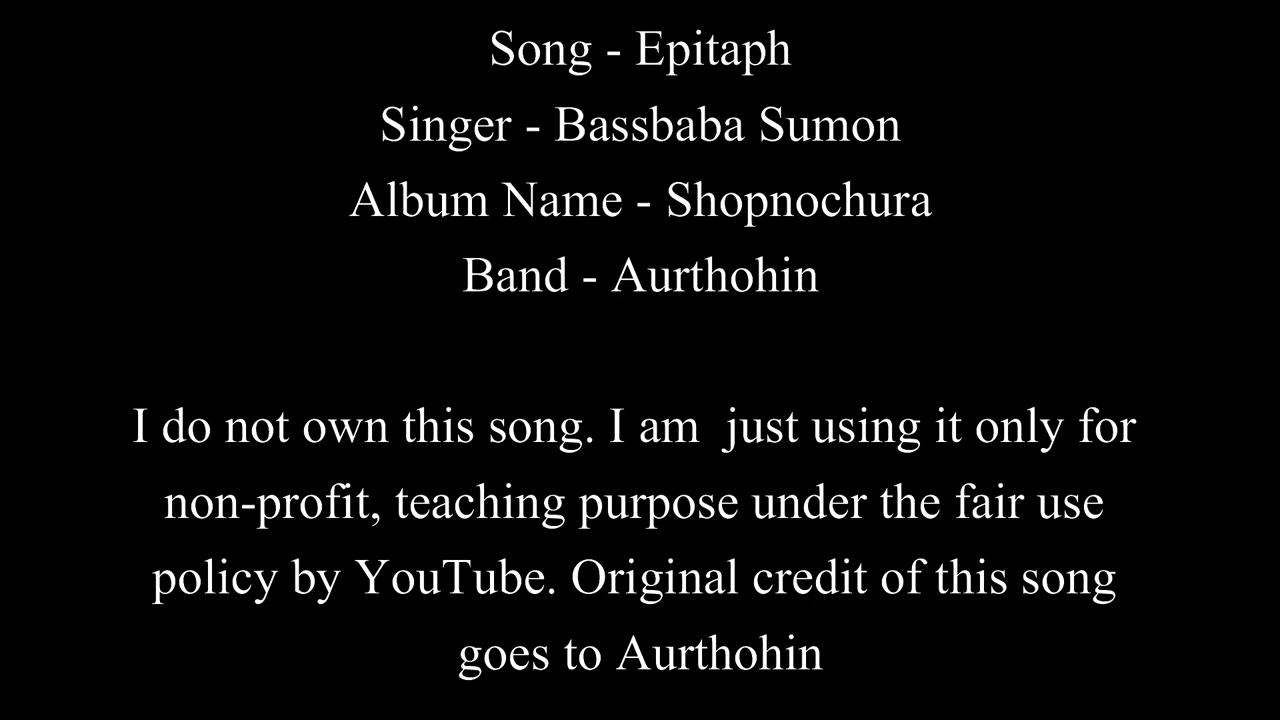 Song - Epitaph
Singer - Bassbaba Sumon
Album Name - Shopnochura
Band - Aurthohin
I do not own this song. I am  just using it only for
non-profit, teaching purpose under the fair use
policy by YouTube. Original credit of this song
goes to Aurthohin